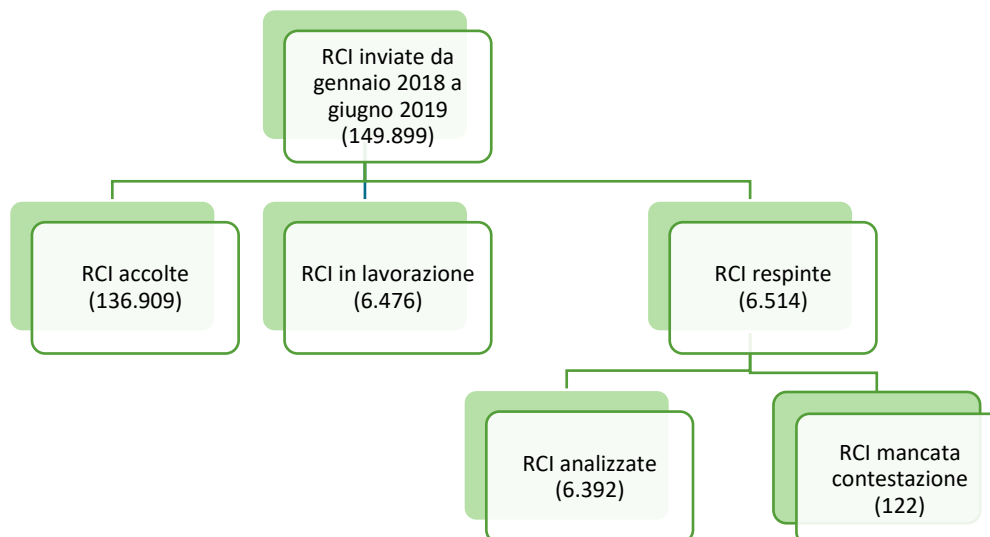 RCI inviate da
gennaio 2018 a
giugno 2019
(149.899)
RCI accolte
(136.909)
RCI in lavorazione
(6.476)
RCI respinte
(6.514)
RCI analizzate
(6.392)
RCI mancata
contestazione
(122)